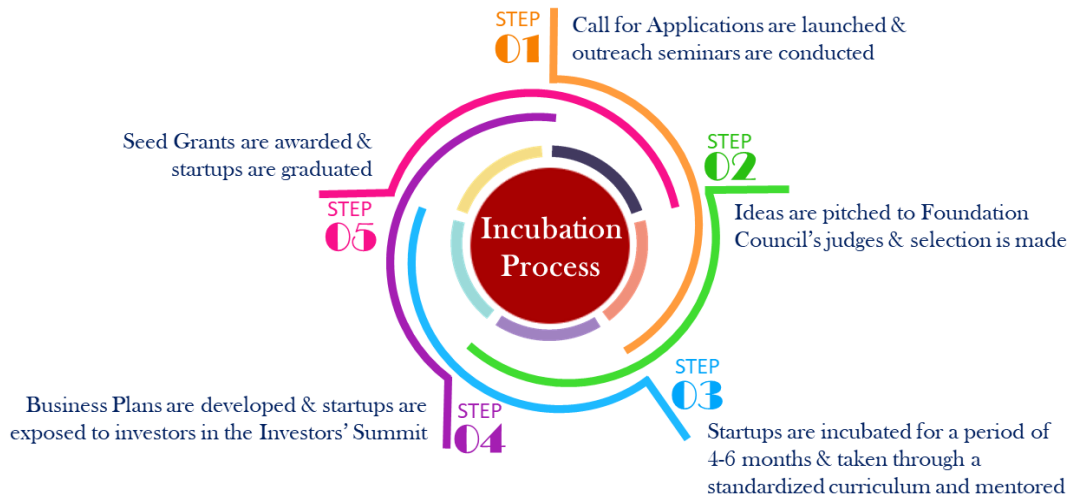 Incubation
Process
STEP
01
Call for Applications are launched &
outreach seminars are conducted
STEP
02
Ideas are pitched to Foundation
Council's judges & selection is made
STEP
03
Startups are incubated for a period of
4-6 months & taken through a
standardized curriculum and mentored
STEP
04
Business Plans are developed & startups are
exposed to investors in the Investors' Summit
STEP
05
Seed Grants are awarded &
startups are graduated